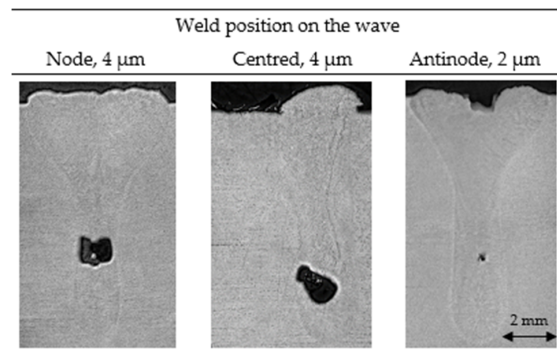 Weld position on the wave
Node, 4 µm
Centred, 4 µm
Antinode, 2 µm
2 mm